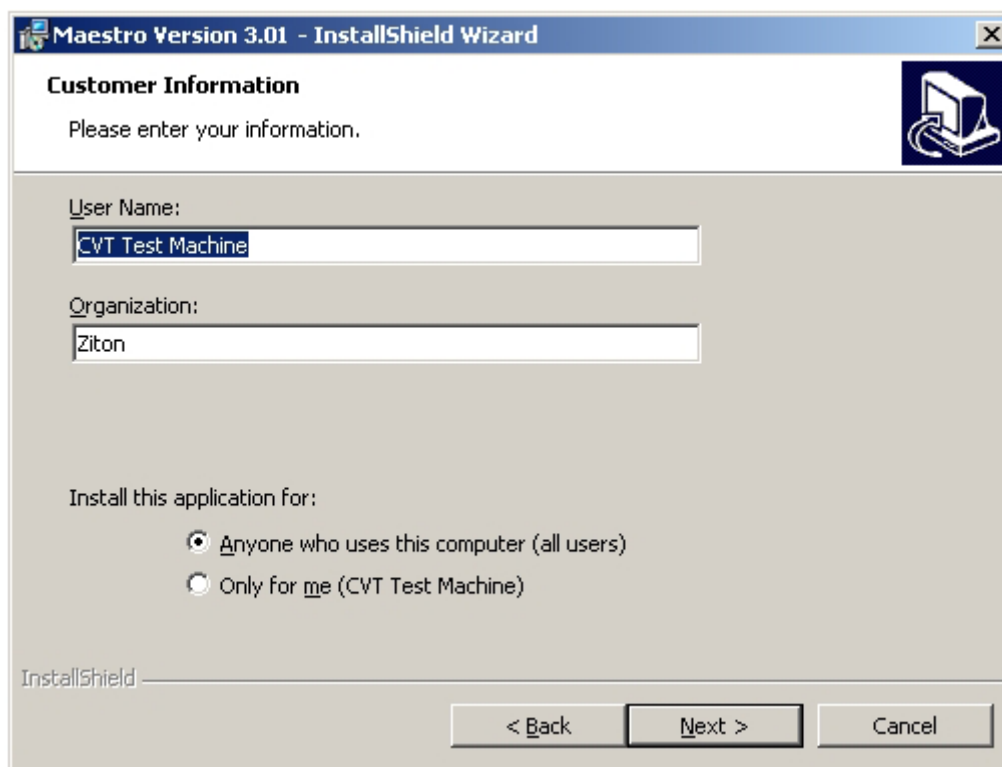 Maestro Version 3.01 - InstallShield Wizard
Customer Information
Please enter your information.
User Name:
CVT Test Machine
Organization:
Ziton
Install this application for:
Anyone who uses this computer (all users)
Only for me (CVT Test Machine)
InstallShield
< Back Next > Cancel